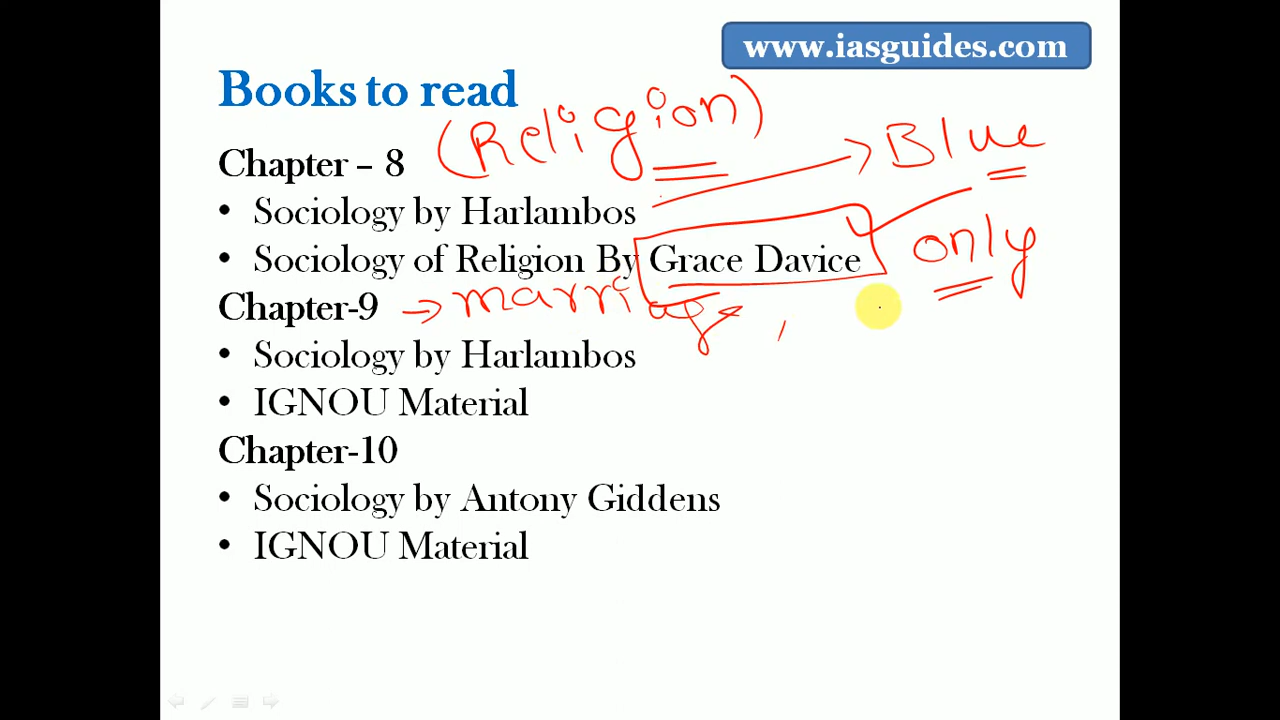 www.iasguides.com
Books to read
(Religion)
Blue
Chapter – 8
• Sociology by Harlambos
only
• Sociology of Religion By Grace Davice
Chapter-9 → marriage,
• Sociology by Harlambos
• IGNOU Material
Chapter-10
• Sociology by Antony Giddens
• IGNOU Material